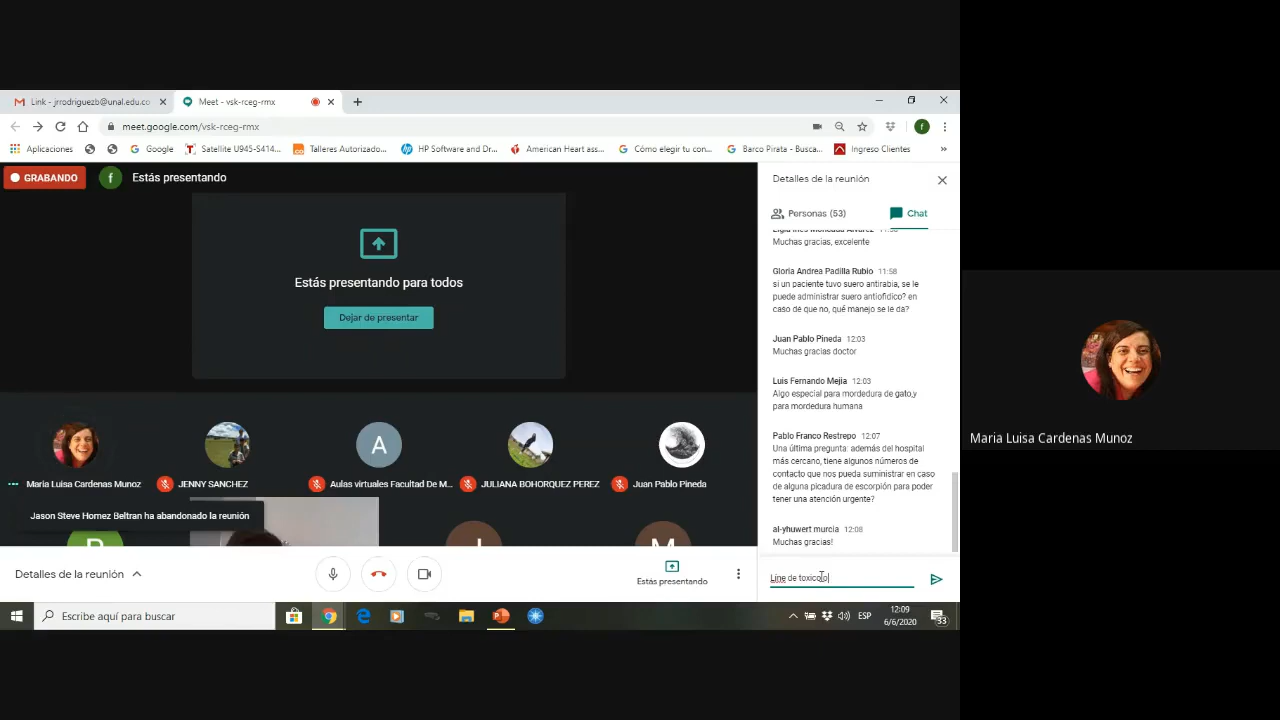 Link - jrrodriguezb@unal.edu.co
Meet - vsk-rceg-rmx
meet.google.com/vsk-rceg-rmx
Aplicaciones
Google
Satellite U945-S414...
Talleres Autorizado...
HP Software and Dr...
American Heart ass...
Cómo elegir tu con...
Barco Pirata - Busca...
Ingreso Clientes
GRABANDO
f
Estás presentando
Estás presentando para todos
Dejar de presentar
Detalles de la reunión
Personas (53)
Chat
Muchas gracias, excelente
Gloria Andrea Padilla Rubio 11:58
si un paciente tuvo suero antirabia, se le
puede administrar suero antiofidico? en
caso de que no, qué manejo se le da?
Juan Pablo Pineda 12:03
Muchas gracias doctor
Luis Fernando Mejia 12:03
Algo especial para mordedura de gato,y
para mordedura humana
Pablo Franco Restrepo 12:07
Una última pregunta: además del hospital
más cercano, tiene algunos números de
contacto que nos pueda suministrar en caso
de alguna picadura de escorpión para poder
tener una atención urgente?
al-yhuwert murcia 12:08
Muchas gracias!
Line de toxicolo
A
Maria Luisa Cardenas Munoz
JENNY SANCHEZ
Aulas virtuales Facultad De M...
JULIANA BOHORQUEZ PEREZ
Juan Pablo Pineda
Jason Steve Homez Beltran ha abandonado la reunión
Detalles de la reunión
Estás presentando
Escribe aquí para buscar
ESP
12:09
6/6/2020
33
Maria Luisa Cardenas Munoz